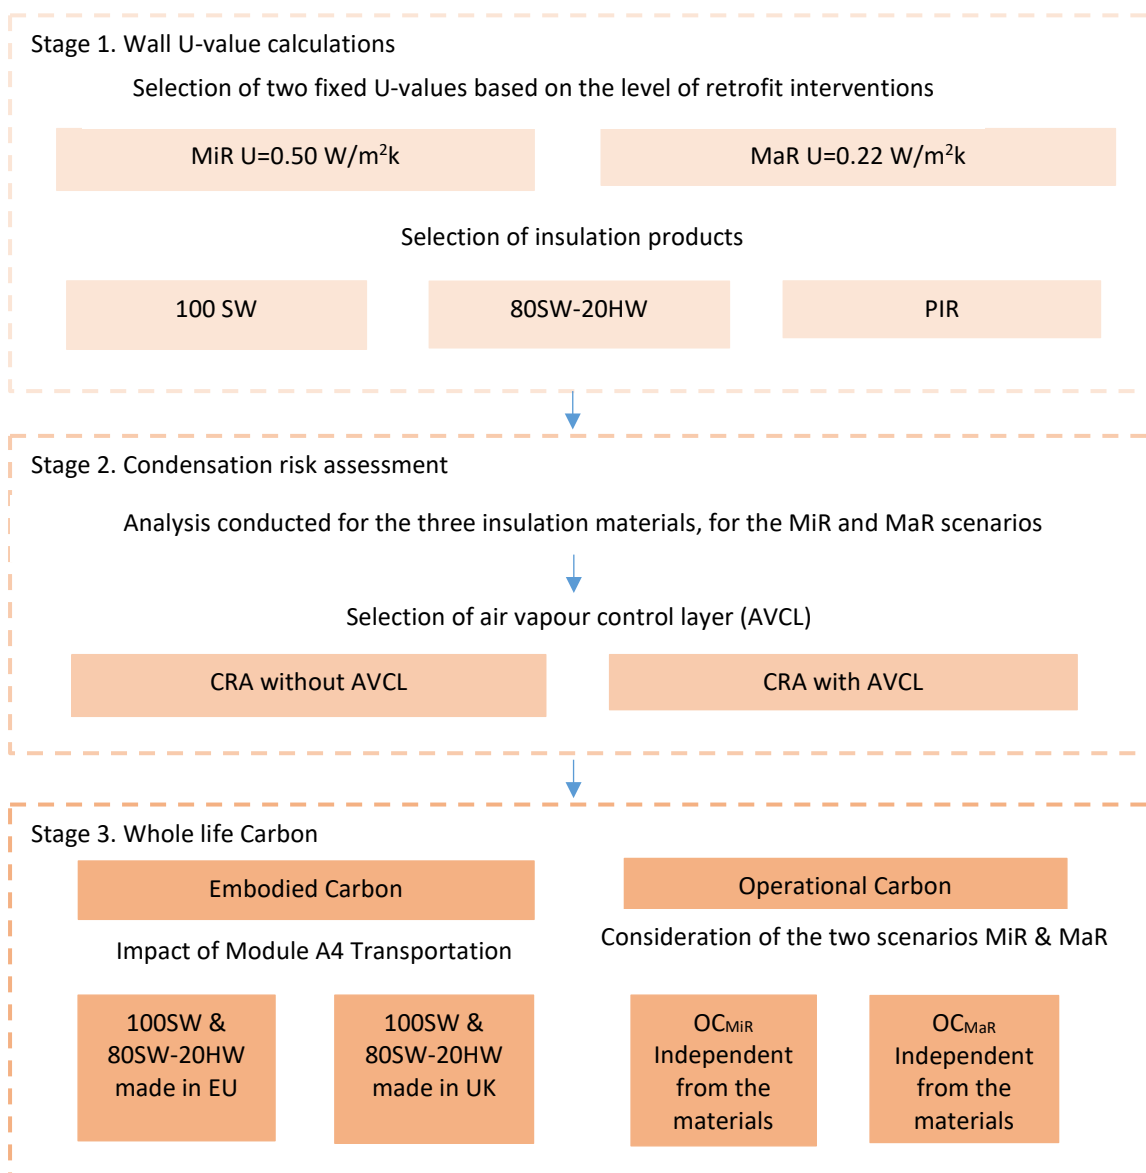 Stage 1. Wall U-value calculations
Selection of two fixed U-values based on the level of retrofit interventions
MiR U=0.50 W/m²k
MaR U=0.22 W/m²k
Selection of insulation products
100 SW
80SW-20HW
PIR
Stage 2. Condensation risk assessment
Analysis conducted for the three insulation materials, for the MiR and MaR scenarios
Selection of air vapour control layer (AVCL)
CRA without AVCL
CRA with AVCL
Stage 3. Whole life Carbon
Embodied Carbon
Operational Carbon
Impact of Module A4 Transportation
Consideration of the two scenarios MiR & MaR
100SW &
80SW-20HW
made in EU
100SW &
80SW-20HW
made in UK
OCMiR
Independent
from the
materials
OCMaR
Independent
from the
materials